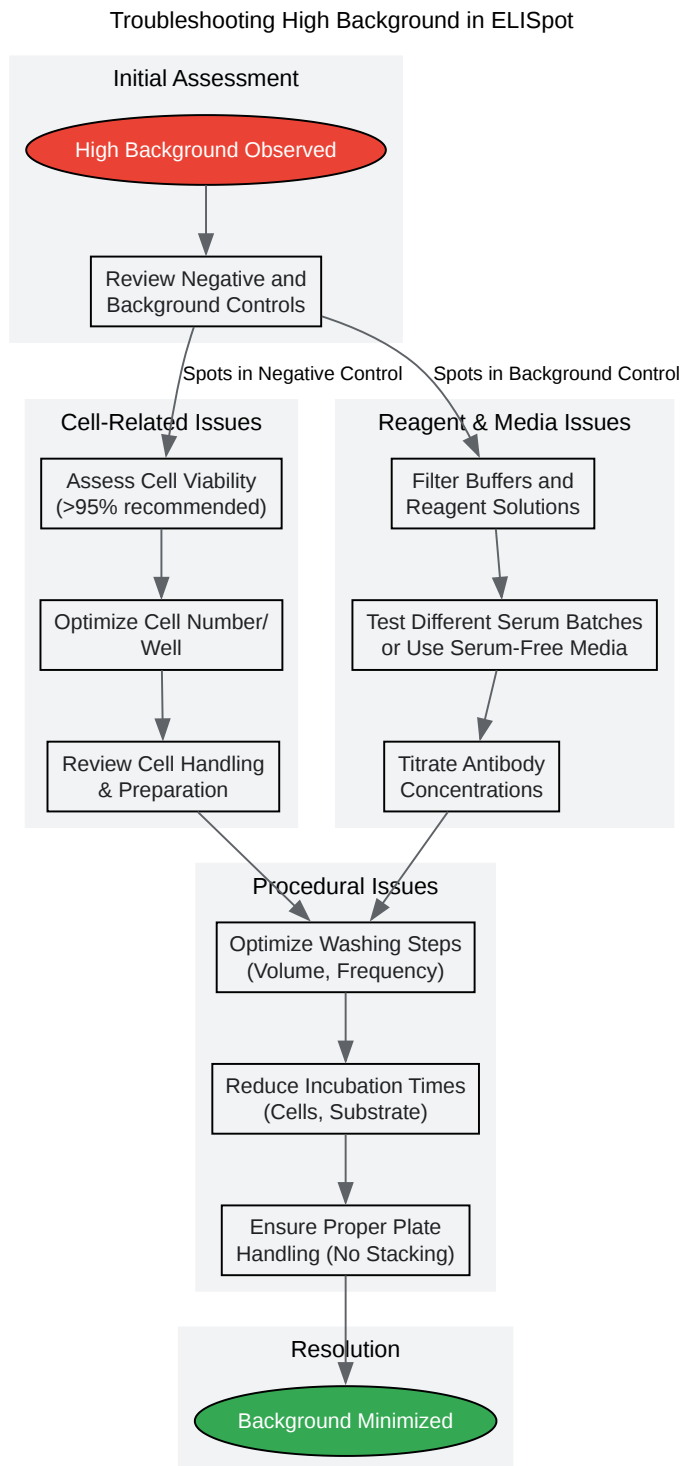 Troubleshooting High Background in ELISpot
Initial Assessment
High Background Observed
Review Negative and
Background Controls
Spots in Negative Control
Spots in Background Control
Cell-Related Issues
Assess Cell Viability
(>95% recommended)
Optimize Cell Number/
Well
Review Cell Handling
& Preparation
Reagent & Media Issues
Filter Buffers and
Reagent Solutions
Test Different Serum Batches
or Use Serum-Free Media
Titrate Antibody
Concentrations
Procedural Issues
Optimize Washing Steps
(Volume, Frequency)
Reduce Incubation Times
(Cells, Substrate)
Ensure Proper Plate
Handling (No Stacking)
Resolution
Background Minimized